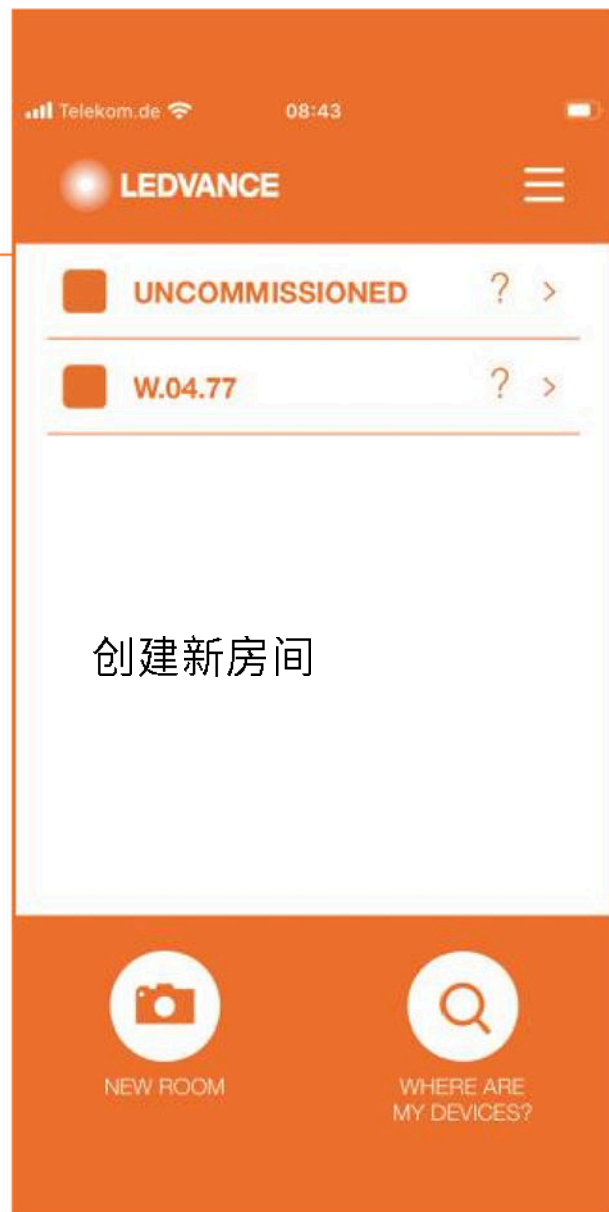 Telekom.de 08:43
LEDVANCE
UNCOMMISSIONED ? >
W.04.77 ? >
创建新房间
NEW ROOM
WHERE ARE
MY DEVICES?